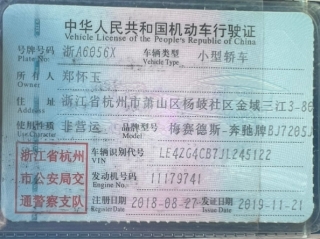 中华人民共和国机动车行驶证
Vehicle License of the People's Republic of China
号牌号码 浙A6056X 车辆类型 小型轿车
Plate No. Vehicle Type
所有人 郑怀玉
Owner
住址 浙江省杭州市萧山区杨岐社区金域三江3-8
Address
使用性质 非营运 品牌型号 梅赛德斯-奔驰牌BJ7205J
浙江省杭州 车辆识别代号 LE4ZG4CB7JL245122
VIN
市公安局交 发动机号码 11179741
Engine No.
通警察支队 注册日期 2018-08-27 发证日期 2019-11-21
Register Date Issue Date